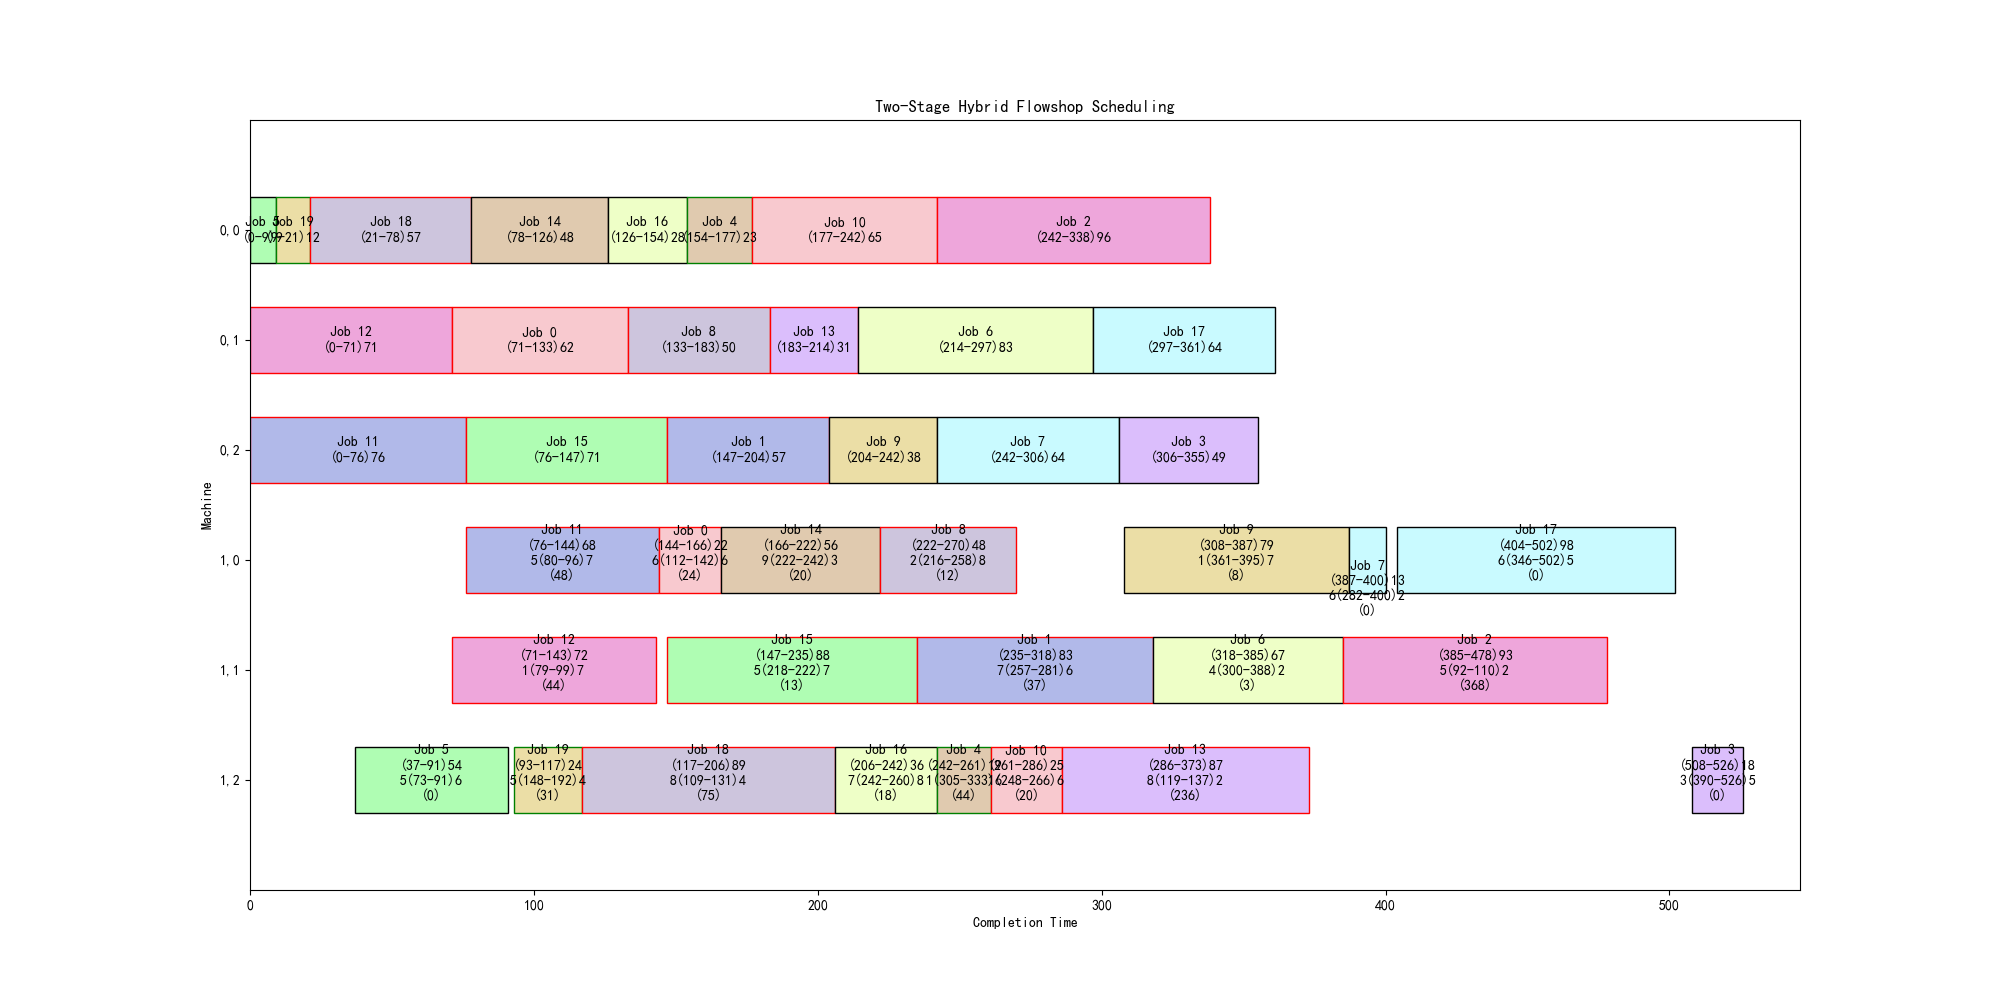 Two-Stage Hybrid Flowshop Scheduling
Machine
0,0
Job 5
(0-9)9
Job 19
(9-21)12
Job 18
(21-78)57
Job 14
(78-126)48
Job 16
(126-154)28
Job 4
(154-177)23
Job 10
(177-242)65
Job 2
(242-338)96
0,1
Job 12
(0-71)71
Job 0
(71-133)62
Job 8
(133-183)50
Job 13
(183-214)31
Job 6
(214-297)83
Job 17
(297-361)64
0,2
Job 11
(0-76)76
Job 15
(76-147)71
Job 1
(147-204)57
Job 9
(204-242)38
Job 7
(242-306)64
Job 3
(306-355)49
1,0
Job 11
(76-144)68
5(80-96)7
(48)
Job 0
(144-166)22
6(112-142)6
(24)
Job 14
(166-222)56
9(222-242)3
(20)
Job 8
(222-270)48
2(216-258)8
(12)
Job 9
(308-387)79
1(361-395)7
(8)
Job 7
(387-400)13
6(282-400)2
(0)
Job 17
(404-502)98
6(346-502)5
(0)
1,1
Job 12
(71-143)72
1(79-99)7
(44)
Job 15
(147-235)88
5(218-222)7
(13)
Job 1
(235-318)83
7(257-281)6
(37)
Job 6
(318-385)67
4(300-388)2
(3)
Job 2
(385-478)93
5(92-110)2
(368)
1,2
Job 5
(37-91)54
5(73-91)6
(0)
Job 19
(93-117)24
5(148-192)4
(31)
Job 18
(117-206)89
8(109-131)4
(75)
Job 16
(206-242)36
7(242-260)8
(18)
Job 4
(242-261)19
1(305-333)6
(44)
Job 10
(261-286)25
(248-266)6
(20)
Job 13
(286-373)87
8(119-137)2
(236)
Job 3
(508-526)18
3(390-526)5
(0)
0
100
200
300
400
500
Completion Time